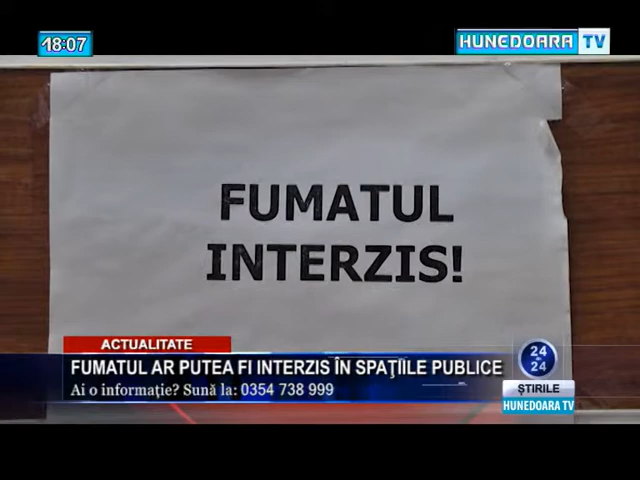 18:07
HUNEDOARA TV
FUMATUL
INTERZIS!
ACTUALITATE
FUMATUL AR PUTEA FI INTERZIS ÎN SPAŢIILE PUBLICE
Ai o informaţie? Sună la: 0354 738 999
24
24
ŞTIRILE
HUNEDOARA TV